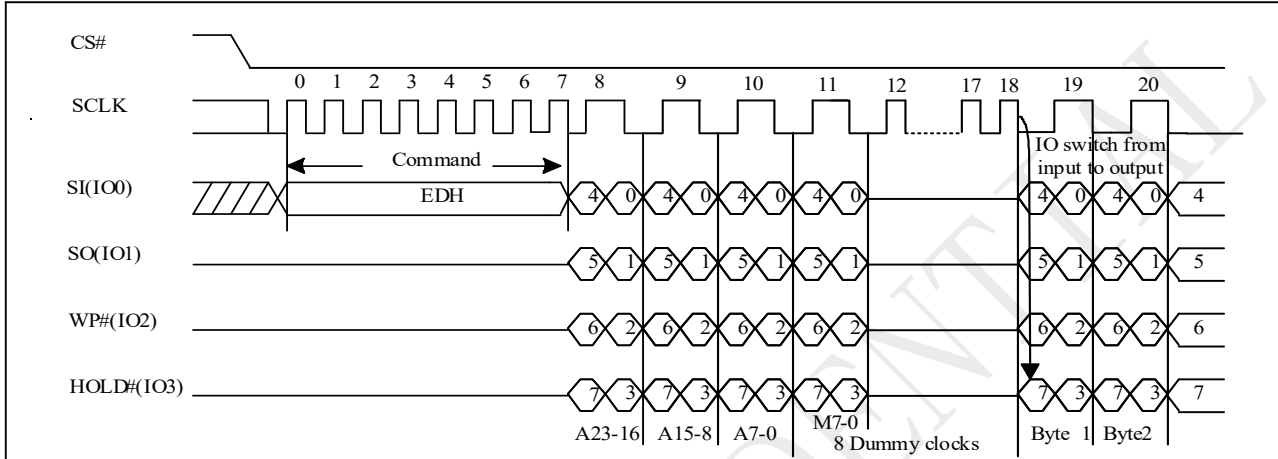 CS#
0 1 2 3 4 5 6 7 8 9 10 11 12 17 18 19 20
SCLK
IO switch from
input to output
Command
SI(IO0)
EDH
4 0 4 0 4 0 4 0 4 0 4 0 4
SO(IO1)
5 1 5 1 5 1 5 1 5 1 5 1 5
WP#(IO2)
6 2 6 2 6 2 6 2 6 2 6 2 6
HOLD#(IO3)
7 3 7 3 7 3 7 3 7 3 7 3 7
A23-16 A15-8 A7-0 M7-0 Byte 1 Byte2
8 Dummy clocks
DENTIAL